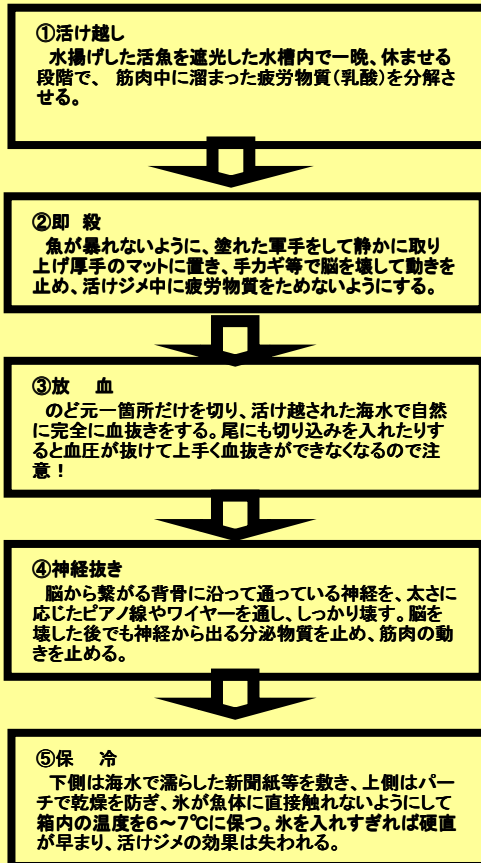 ①活け越し
水揚げした活魚を遮光した水槽内で一晩、休ませる
段階で、 筋肉中に溜まった疲労物質(乳酸)を分解さ
せる。
②即 殺
魚が暴れないように、塗れた軍手をして静かに取り
上げ厚手のマットに置き、手カギ等で脳を壊して動きを
止め、活けジメ中に疲労物質をためないようにする。
③放 血
のど元一箇所だけを切り、活け越された海水で自然
に完全に血抜きをする。尾にも切り込みを入れたりす
ると血圧が抜けて上手く血抜きができなくなるので注
意!
④神経抜き
脳から繋がる背骨に沿って通っている神経を、太さに
応じたピアノ線やワイヤーを通し、しっかり壊す。脳を
壊した後でも神経から出る分泌物質を止め、筋肉の動
きを止める。
⑤保 冷
下側は海水で濡らした新聞紙等を敷き、上側はパー
チで乾燥を防ぎ、氷が魚体に直接触れないようにして
箱内の温度を6~7℃に保つ。氷を入れすぎれば硬直
が早まり、活けジメの効果は失われる。